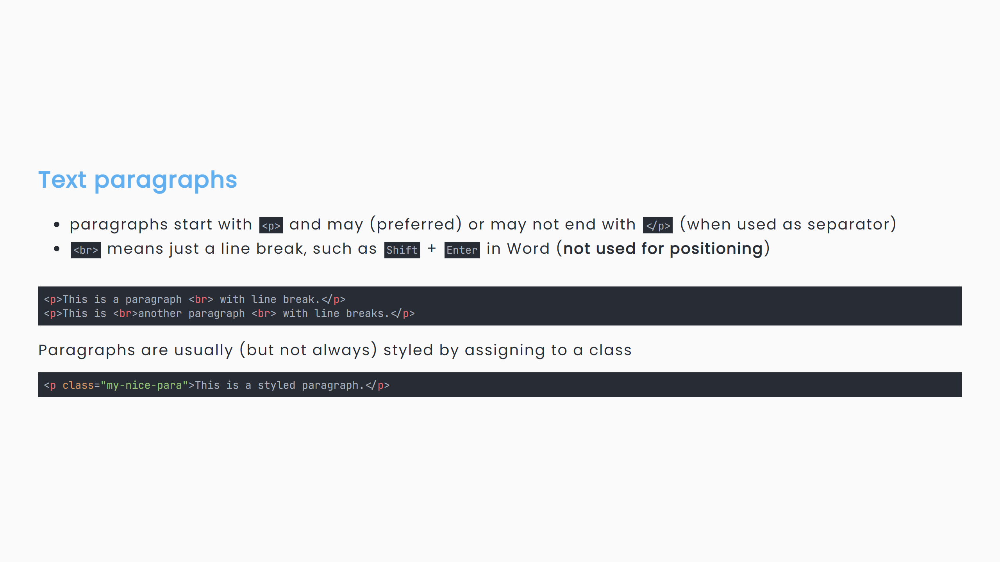 Text paragraphs
paragraphs start with <p> and may (preferred) or may not end with </p> (when used as separator)
<br> means just a line break, such as Shift + Enter in Word (not used for positioning)
<p>This is a paragraph <br> with line break.</p>
<p>This is <br>another paragraph <br> with line breaks.</p>
Paragraphs are usually (but not always) styled by assigning to a class
<p class="my-nice-para">This is a styled paragraph.</p>